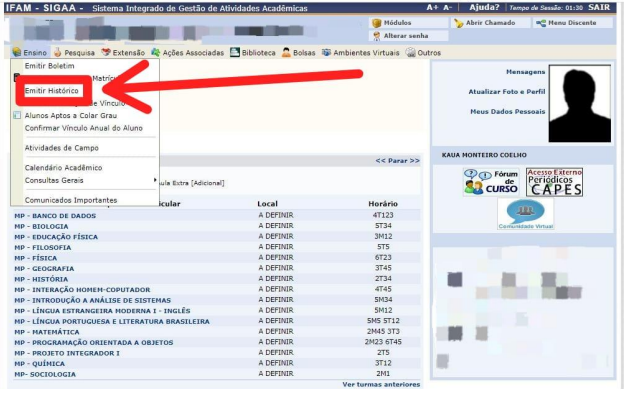 IFAM - SIGAA - Sistema Integrado de Gestão de Atividades Acadêmicas
A+ A- Ajuda? Tempo de Sessão: 01:30 SAIR
Módulos Abrir Chamado Menu Discente
Alterar senha
Ensino Pesquisa Extensão Ações Associadas Biblioteca Bolsas Ambientes Virtuais Outros
Emitir Boletim
Matrícul
Emitir Histórico
de Vínculo
Alunos Aptos a Colar Grau
Confirmar Vínculo Anual do Aluno
Atividades de Campo
Calendário Acadêmico
Consultas Gerais
Comunicados Importantes
Mensagens
Atualizar Foto e Perfil
Meus Dados Pessoais
<< Parar >>
ula Extra [Adicional]
KAUA MONTEIRO COELHO
Fórum de CURSO
Acesso Externo
Periódicos
CAPES
Comunidade Virtual
icular Local Horário
MP - BANCO DE DADOS A DEFINIR 4T123
MP - BIOLOGIA A DEFINIR 5T34
MP - EDUCAÇÃO FÍSICA A DEFINIR 3M12
MP - FILOSOFIA A DEFINIR 5T5
MP - FÍSICA A DEFINIR 6T23
MP - GEOGRAFIA A DEFINIR 3T45
MP - HISTÓRIA A DEFINIR 2T34
MP - INTERAÇÃO HOMEM-COPUTADOR A DEFINIR 4T45
MP - INTRODUÇÃO A ANÁLISE DE SISTEMAS A DEFINIR 5M34
MP - LÍNGUA ESTRANGEIRA MODERNA I - INGLÊS A DEFINIR 5M12
MP - LÍNGUA PORTUGUESA E LITERATURA BRASILEIRA A DEFINIR 5M5 5T12
MP - MATEMÁTICA A DEFINIR 2M45 3T3
MP - PROGRAMAÇÃO ORIENTADA A OBJETOS A DEFINIR 2M23 6T45
MP - PROJETO INTEGRADOR I A DEFINIR 2T5
MP - QUÍMICA A DEFINIR 3T12
MP- SOCIOLOGIA A DEFINIR 2M1
Ver turmas anteriores